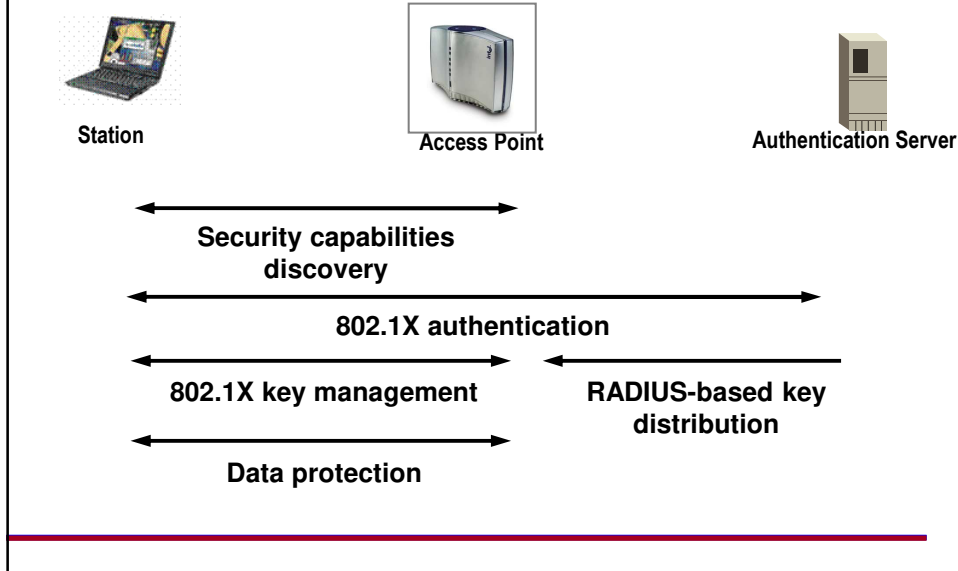 Station
Access Point
Authentication Server
Security capabilities
discovery
802.1X authentication
802.1X key management
RADIUS-based key
distribution
Data protection